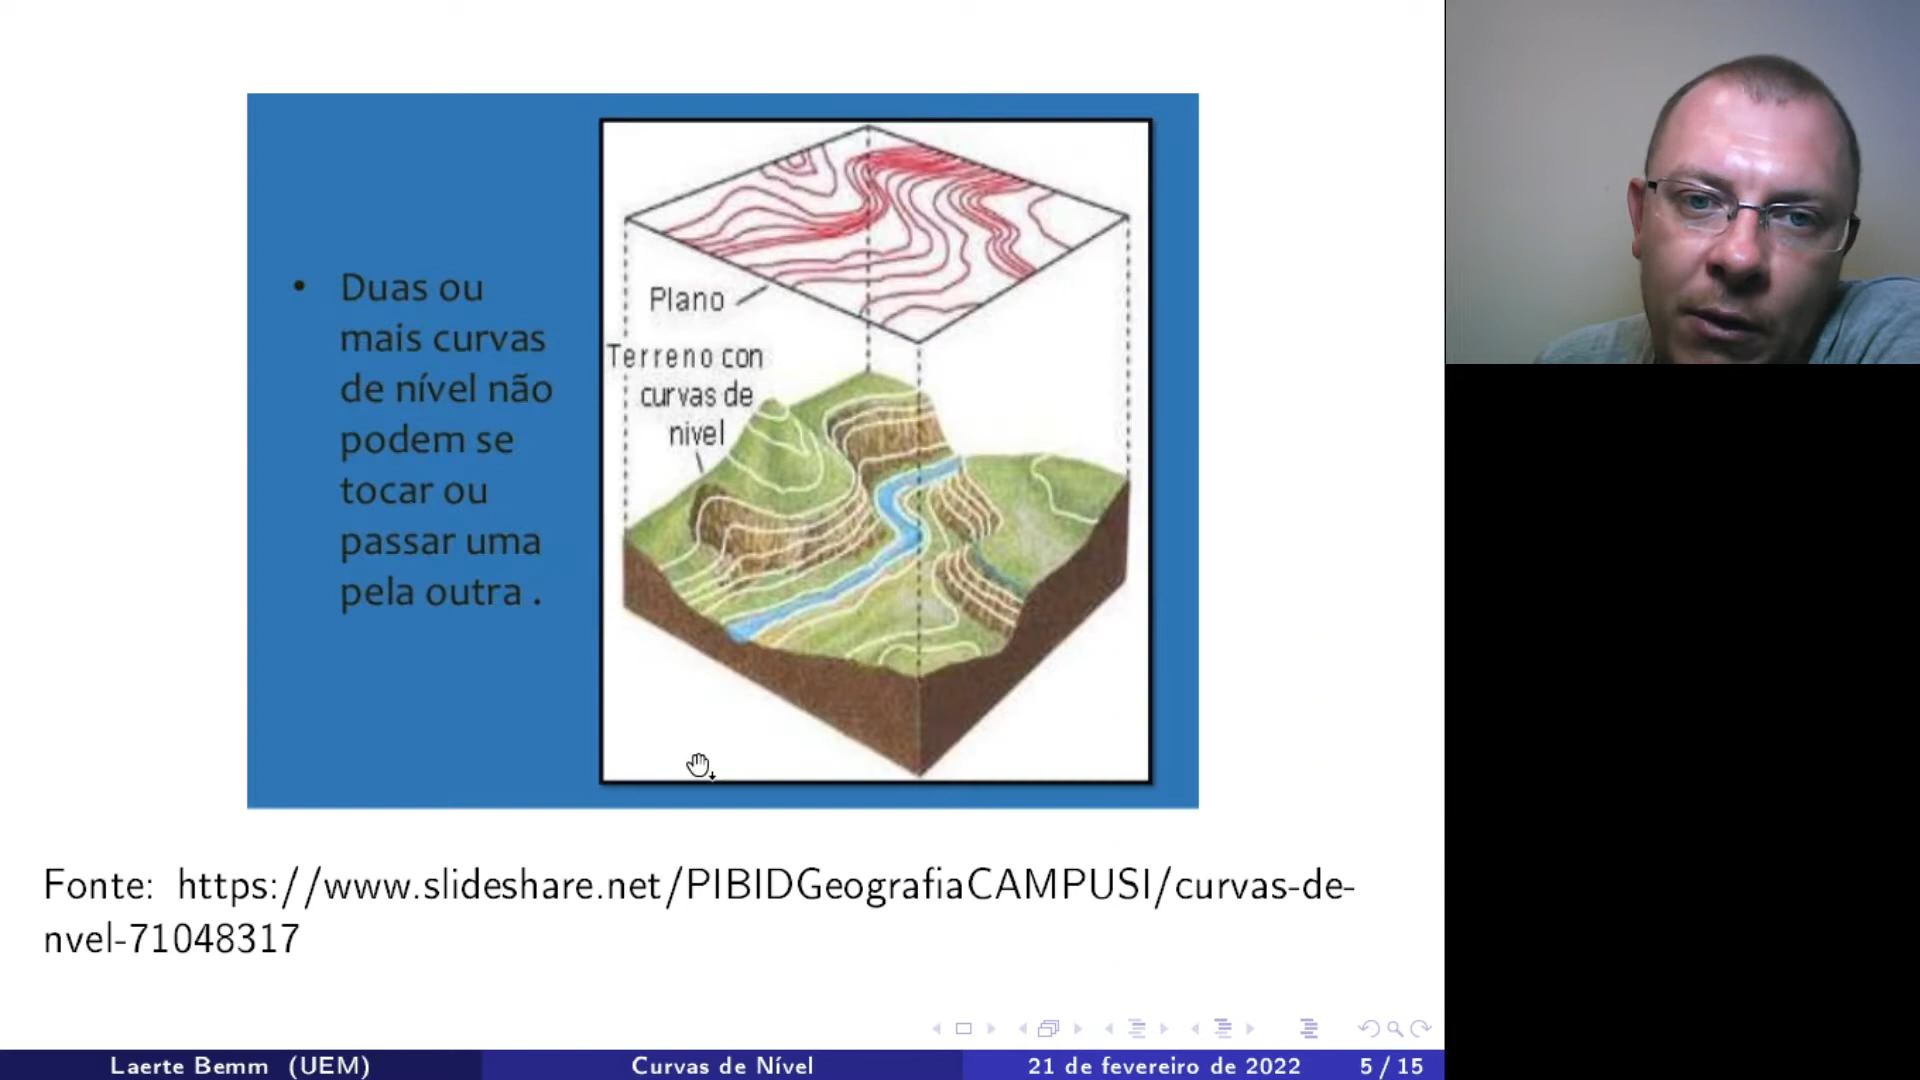 • Duas ou
mais curvas
de nível não
podem se
tocar ou
passar uma
pela outra .
Plano
Terreno con
curvas de
nivel
Fonte: https://www.slideshare.net/PIBIDGeografiaCAMPUSI/curvas-de-
nvel-71048317
Laerte Bemm (UEM) Curvas de Nível 21 de fevereiro de 2022 5 / 15